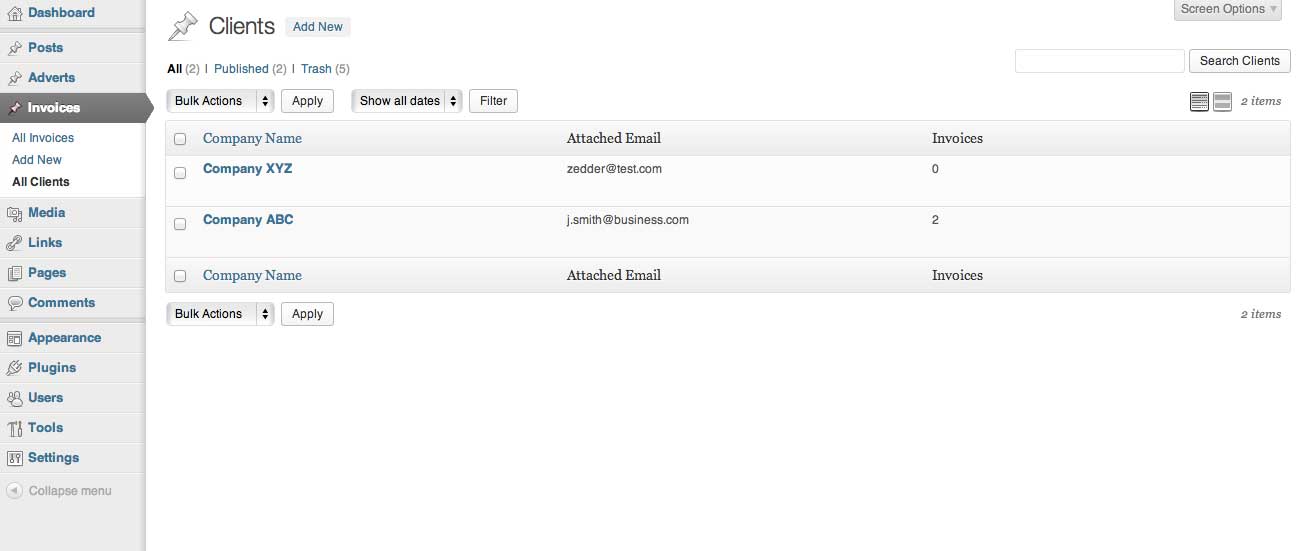 Dashboard
Posts
Adverts
Invoices
All Invoices
Add New
All Clients
Media
Links
Pages
Comments
Appearance
Plugins
Users
Tools
Settings
Collapse menu
Screen Options
Clients Add New
All (2) | Published (2) | Trash (5)
Search Clients
Bulk Actions Apply Show all dates Filter 2 items
Company Name Attached Email Invoices
Company XYZ zedder@test.com 0
Company ABC j.smith@business.com 2
Company Name Attached Email Invoices
Bulk Actions Apply 2 items